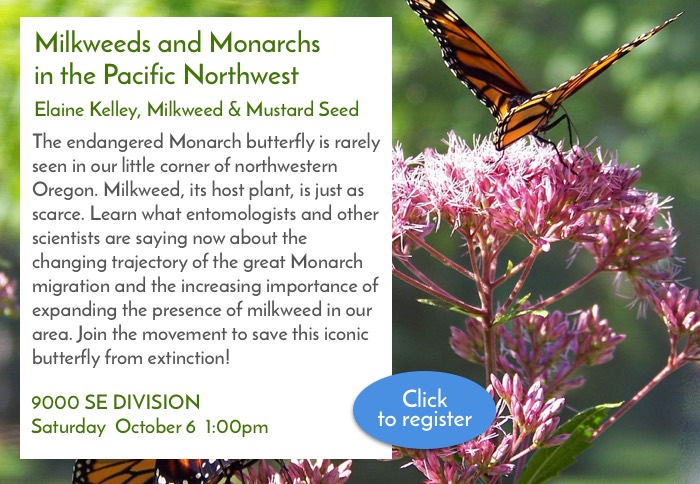 Milkweeds and Monarchs
in the Pacific Northwest
Elaine Kelley, Milkweed & Mustard Seed
The endangered Monarch butterfly is rarely
seen in our little corner of northwestern
Oregon. Milkweed, its host plant, is just as
scarce. Learn what entomologists and other
scientists are saying now about the
changing trajectory of the great Monarch
migration and the increasing importance of
expanding the presence of milkweed in our
area. Join the movement to save this iconic
butterfly from extinction!
9000 SE DIVISION
Saturday October 6 1:00pm
Click
to register